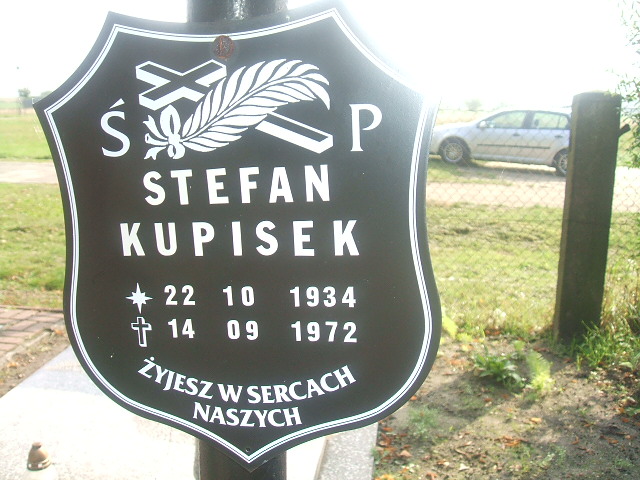 Ś P
STEFAN
KUPISEK
22 10 1934
14 09 1972
ŻYJESZ W SERCACH
NASZYCH